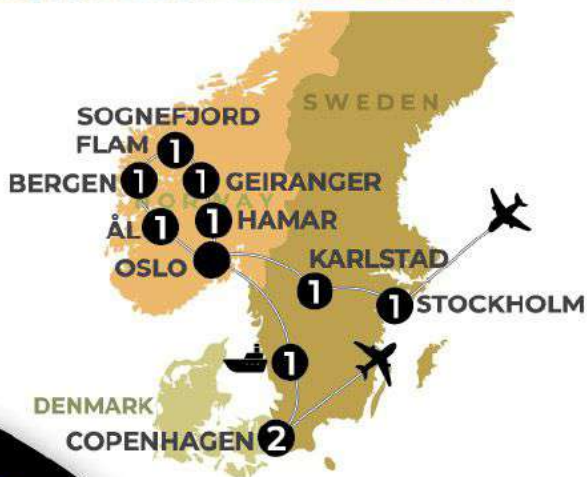 SWEDEN
SOGNEFJORD
FLAM 1
BERGEN 1
1 GEIRANGER
NORWAY
ÅL 1
1 HAMAR
OSLO
KARLSTAD
1
1 STOCKHOLM
1
DENMARK
COPENHAGEN 2